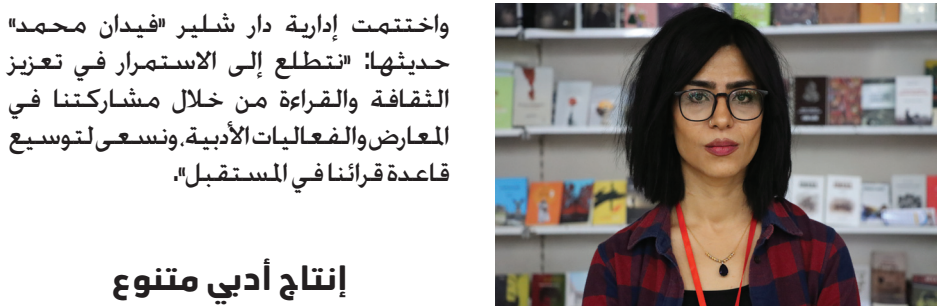 واختتمت إدارية دار شلير "فيدان محمد"
حديثها: "نتطلع إلى الاستمرار في تعزيز
الثقافة والقراءة من خلال مشاركتنا في
المعارض والفعاليات الأدبية، ونسعى لتوسيع
قاعدة قرائنا في المستقبل".
إنتاج أدبي متنوع